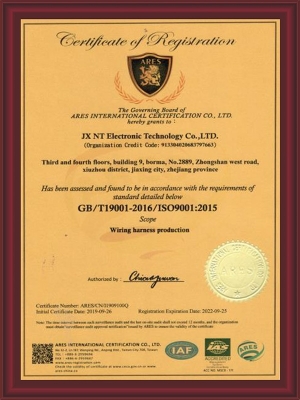 Certificate of Registration
ARES
The Governing Board of
ARES INTERNATIONAL CERTIFICATION CO., LTD.
hereby grants to :
JX NT Electronic Technology Co.,LTD.
(Organization Credit Code: 913304020683797663)
Third and fourth floors, building 9, borma, No.2889, Zhongshan west road,
xiuzhou district, jiaxing city, zhejiang province
Has been assessed and found to be in accordance with the requirements of
standard detailed below
GB/T19001-2016/ISO9001:2015
Scope
Wiring harness production
Authorized by :
Certificate Number: ARES/CN/I1909100Q
Initial Certificate Date: 2019-09-26
Registration Expiration Date: 2022-09-25
ARES INTERNATIONAL CERTIFICATION CO., LTD.
IAF
IAS
ARES